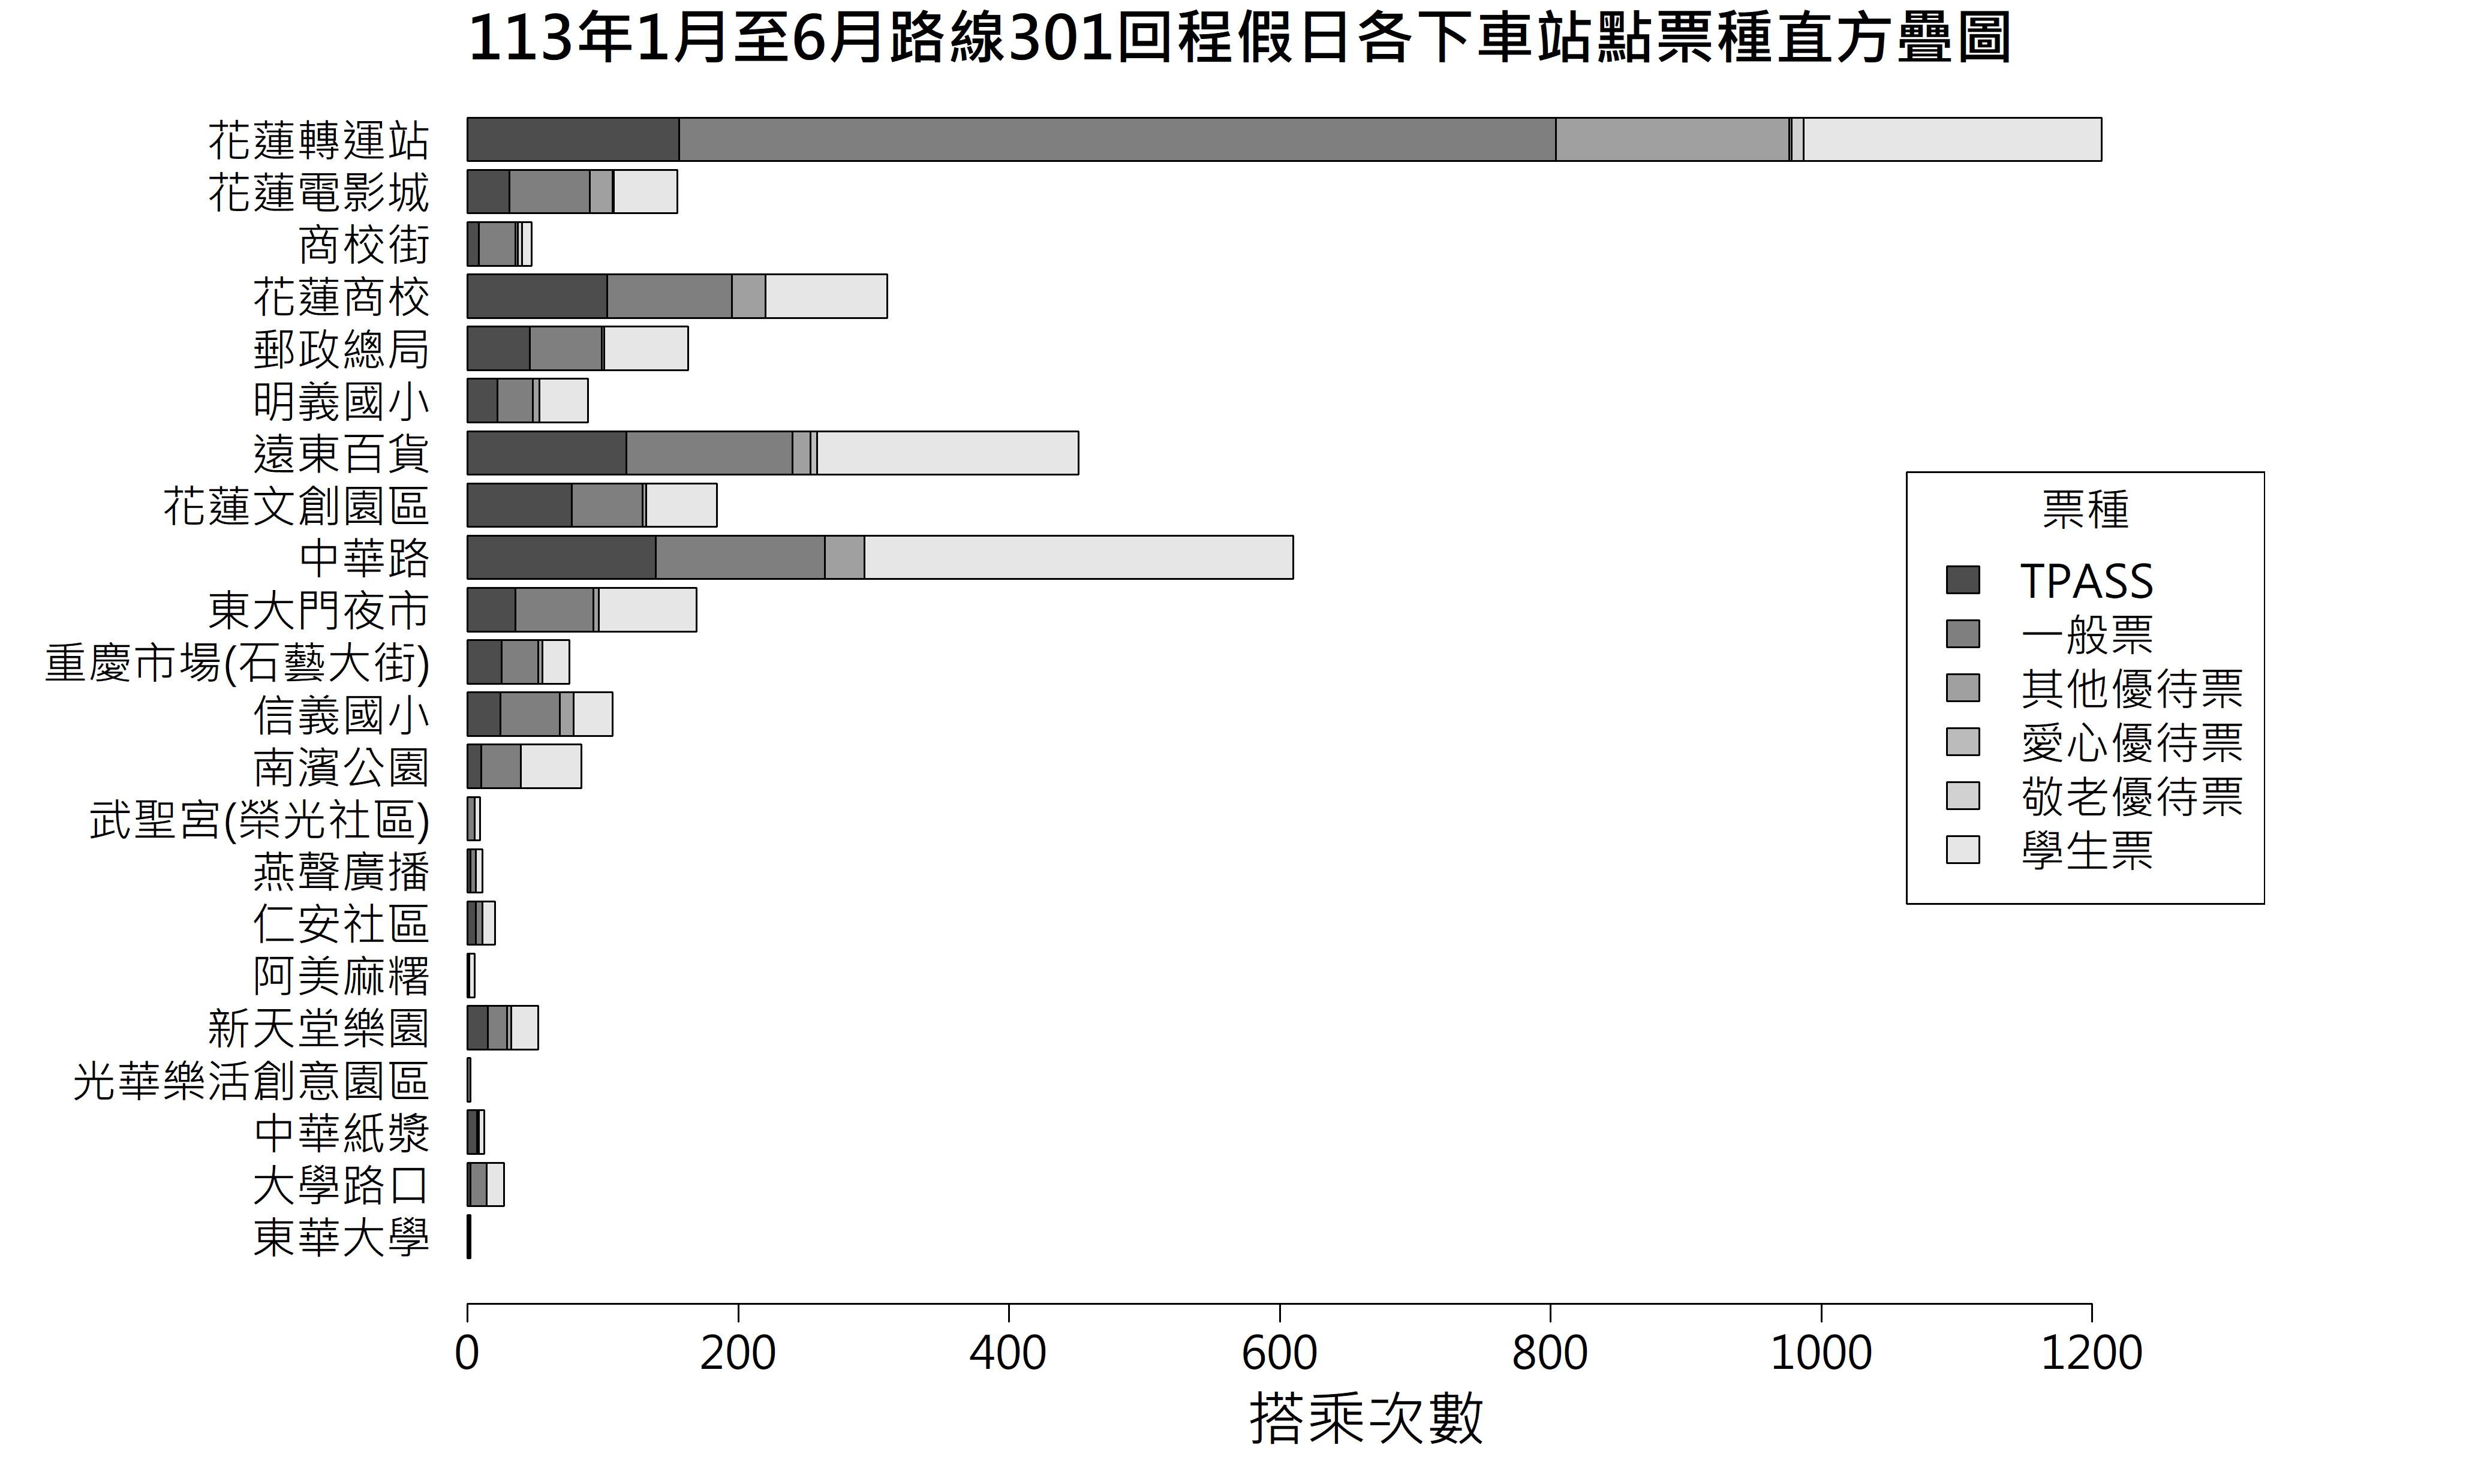 113年1月至6月路線301回程假日各下車站點票種直方疊圖
花蓮轉運站
花蓮電影城
商校街
花蓮商校
郵政總局
明義國小
遠東百貨
花蓮文創園區
中華路
東大門夜市
重慶市場(石藝大街)
信義國小
南濱公園
武聖宮(榮光社區)
燕聲廣播
仁安社區
阿美麻糬
新天堂樂園
光華樂活創意園區
中華紙漿
大學路口
東華大學
票種
TPASS
一般票
其他優待票
愛心優待票
敬老優待票
學生票
0 200 400 600 800 1000 1200
搭乘次數